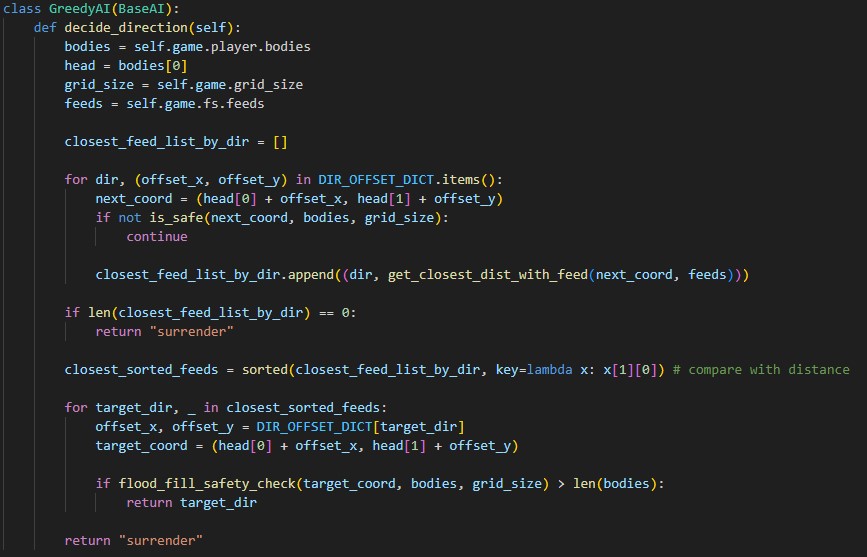 class GreedyAI(BaseAI):
    def decide_direction(self):
        bodies = self.game.player.bodies
        head = bodies[0]
        grid_size = self.game.grid_size
        feeds = self.game.fs.feeds

        closest_feed_list_by_dir = []

        for dir, (offset_x, offset_y) in DIR_OFFSET_DICT.items():
            next_coord = (head[0] + offset_x, head[1] + offset_y)
            if not is_safe(next_coord, bodies, grid_size):
                continue

            closest_feed_list_by_dir.append((dir, get_closest_dist_with_feed(next_coord, feeds)))

        if len(closest_feed_list_by_dir) == 0:
            return "surrender"

        closest_sorted_feeds = sorted(closest_feed_list_by_dir, key=lambda x: x[1][0]) # compare with distance

        for target_dir, _ in closest_sorted_feeds:
            offset_x, offset_y = DIR_OFFSET_DICT[target_dir]
            target_coord = (head[0] + offset_x, head[1] + offset_y)

            if flood_fill_safety_check(target_coord, bodies, grid_size) > len(bodies):
                return target_dir

        return "surrender"